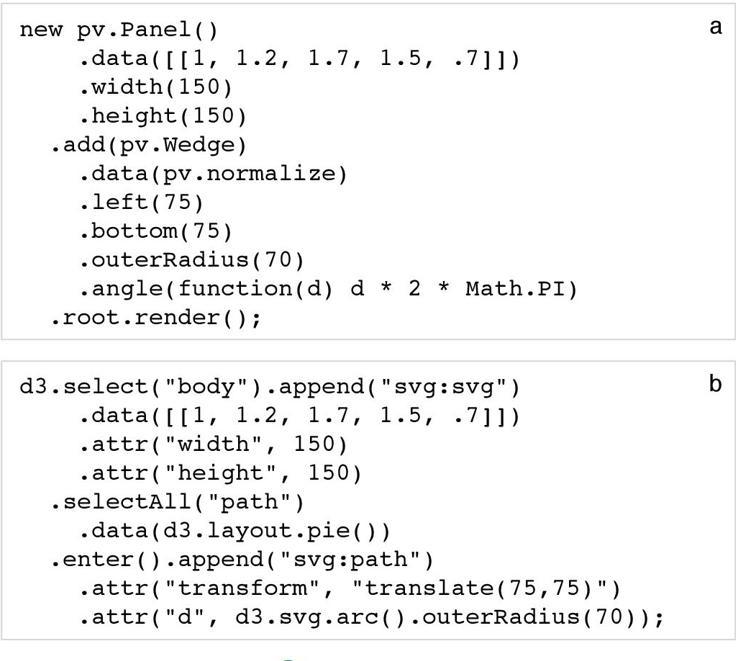 a
new pv.Panel()
.data([[1, 1.2, 1.7, 1.5, .7]])
.width(150)
.height(150)
.add(pv.Wedge)
.data(pv.normalize)
.left(75)
.bottom(75)
.outerRadius(70)
.angle(function(d) d * 2 * Math.PI)
.root.render();
b
d3.select("body").append("svg:svg")
.data([[1, 1.2, 1.7, 1.5, .7]])
.attr("width", 150)
.attr("height", 150)
.selectAll("path")
.data(d3.layout.pie())
.enter().append("svg:path")
.attr("transform", "translate(75,75)")
.attr("d", d3.svg.arc().outerRadius(70));